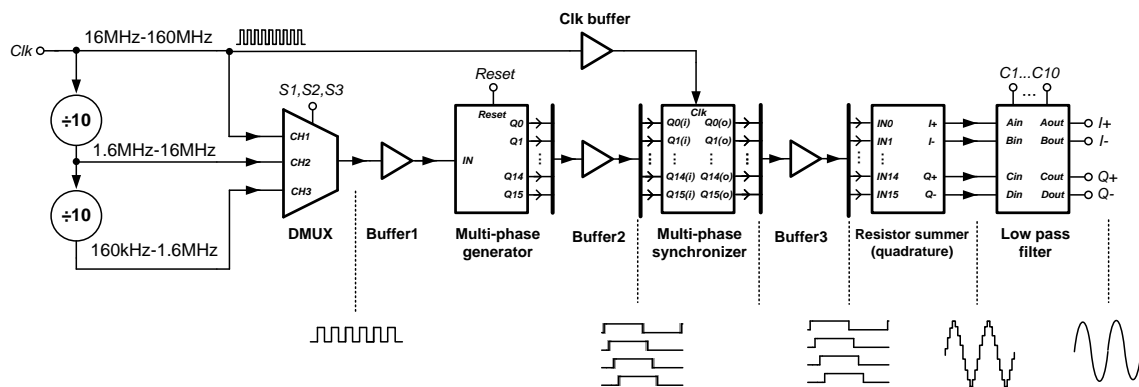 Clk buffer
Clk
16MHz-160MHz
÷10
1.6MHz-16MHz
÷10
160kHz-1.6MHz
S1,S2,S3
CH1
CH2
CH3
DMUX
Buffer1
Reset
Reset
IN
Q0
Q1
Q14
Q15
Multi-phase
generator
Buffer2
Clk
Q0(i) Q0(o)
Q1(i) Q1(o)
Q14(i) Q14(o)
Q15(i) Q15(o)
Multi-phase
synchronizer
Buffer3
IN0 I+
IN1 I-
IN14 Q+
IN15 Q-
Resistor summer
(quadrature)
C1...C10
Ain Aout
Bin Bout
Cin Cout
Din Dout
Low pass
filter
I+
I-
Q+
Q-